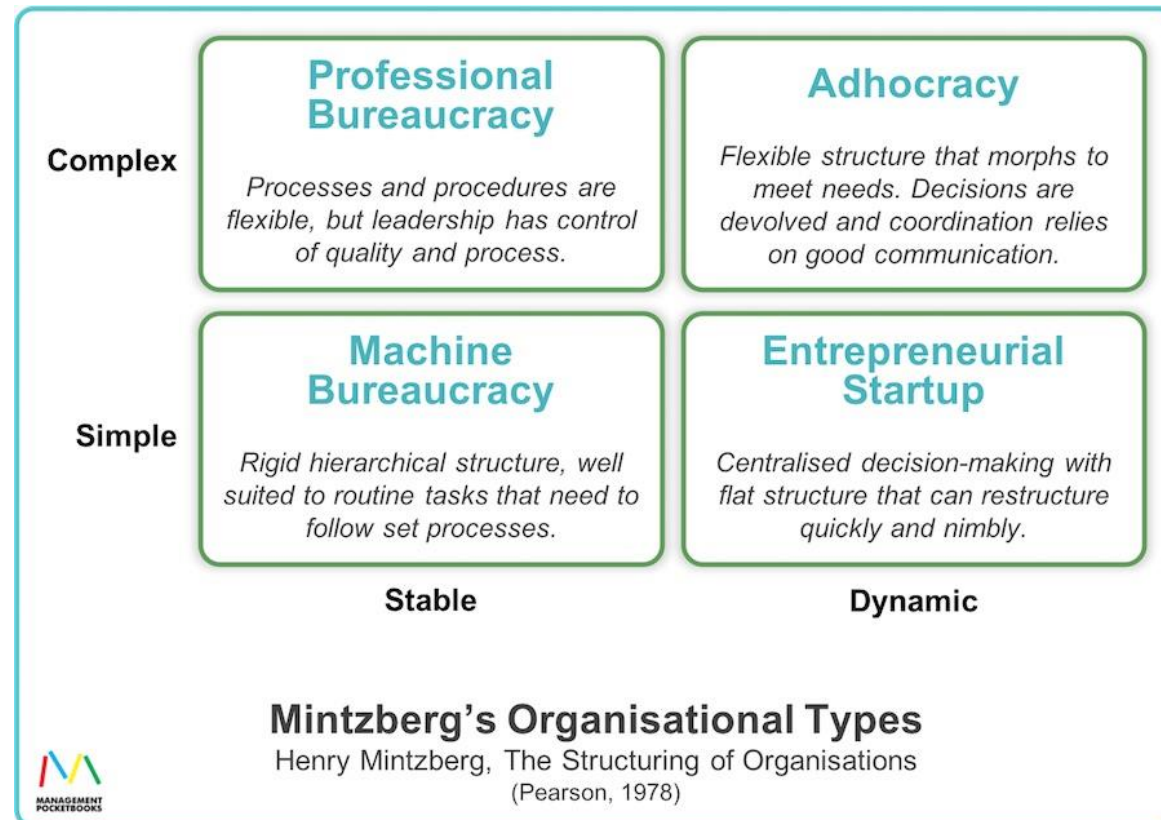 Professional
Bureaucracy
Complex
Processes and procedures are
flexible, but leadership has control
of quality and process.
Adhocracy
Flexible structure that morphs to
meet needs. Decisions are
devolved and coordination relies
on good communication.
Machine
Bureaucracy
Simple
Rigid hierarchical structure, well
suited to routine tasks that need to
follow set processes.
Entrepreneurial
Startup
Centralised decision-making with
flat structure that can restructure
quickly and nimbly.
Stable
Dynamic
Mintzberg's Organisational Types
Henry Mintzberg, The Structuring of Organisations
(Pearson, 1978)
MANAGEMENT
POCKETBOOKS